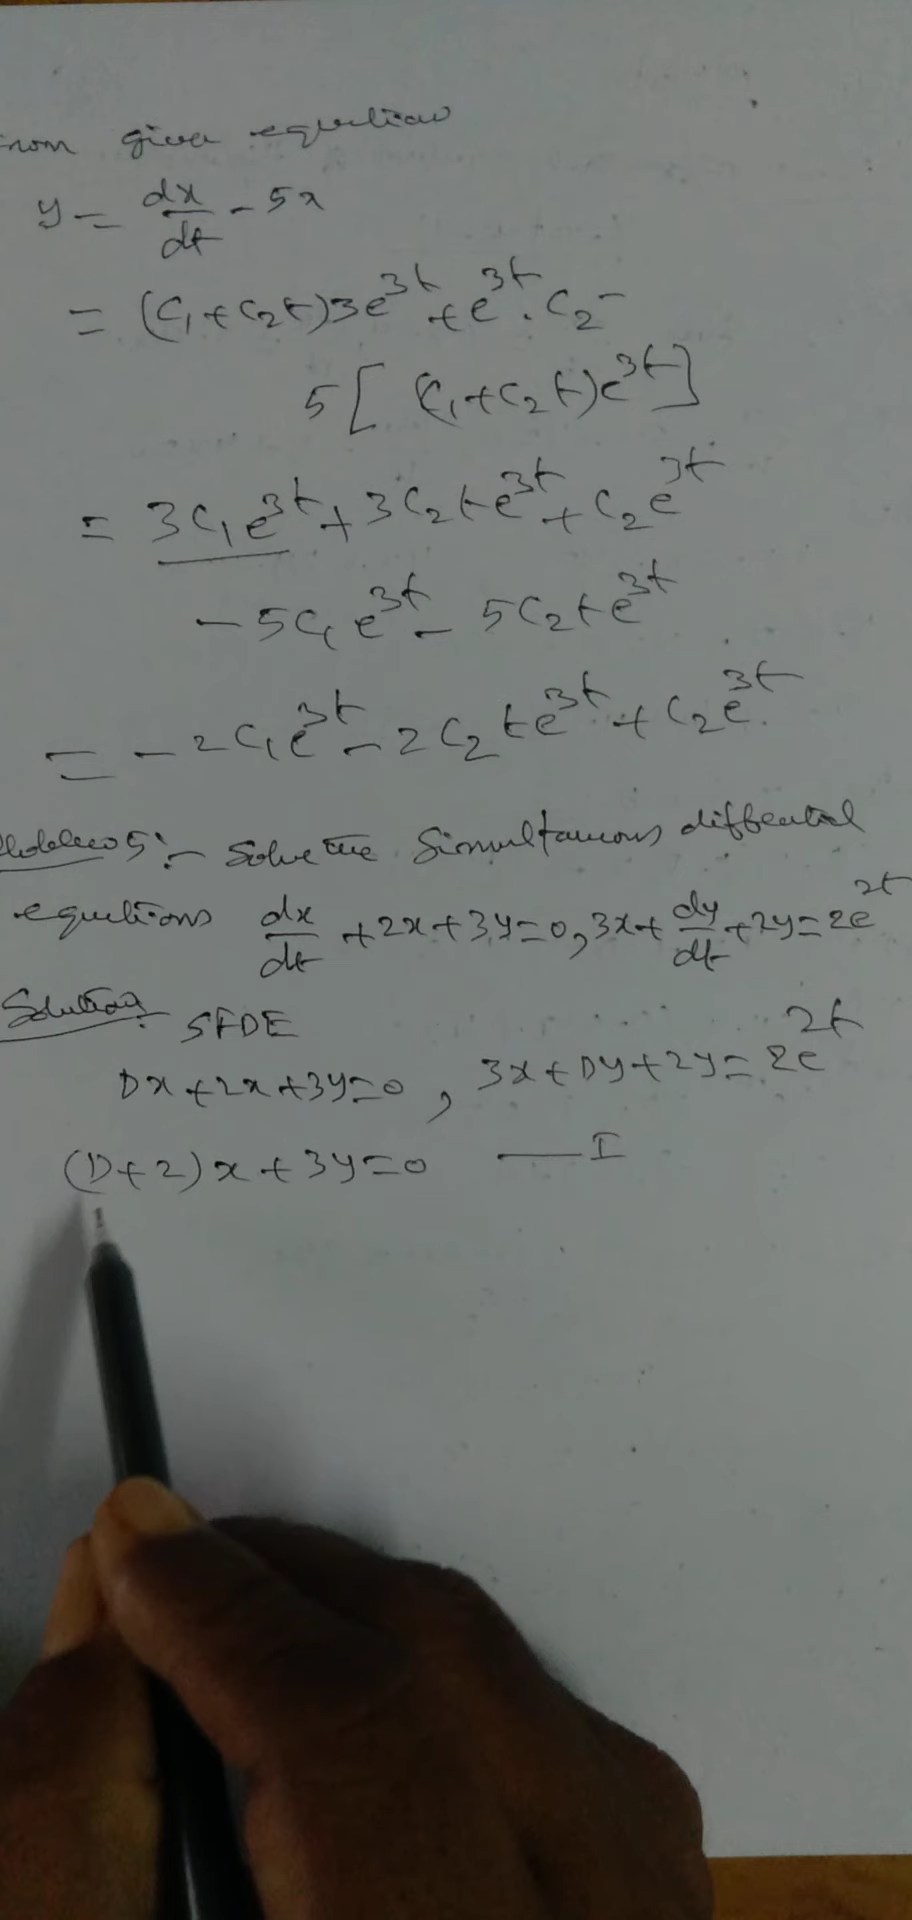 from given equation
y = dx/dt - 5x
= (C₁+C₂t)3e^3t + e^3t . C₂ -
5[(C₁+C₂t)e^3t]
= 3C₁e^3t + 3C₂te^3t + C₂e^3t
- 5C₁e^3t - 5C₂te^3t
= -2C₁e^3t - 2C₂te^3t + C₂e^3t.
5:- Solve the Simultaneous
equations dx/dt + 2x + 3y = 0, 3x + dy/dt + 2y = 2e^2t
Solution:
SFDE
Dx + 2x + 3y = 0, 3x + Dy + 2y = 2e^2t
(D+2)x + 3y = 0 — I